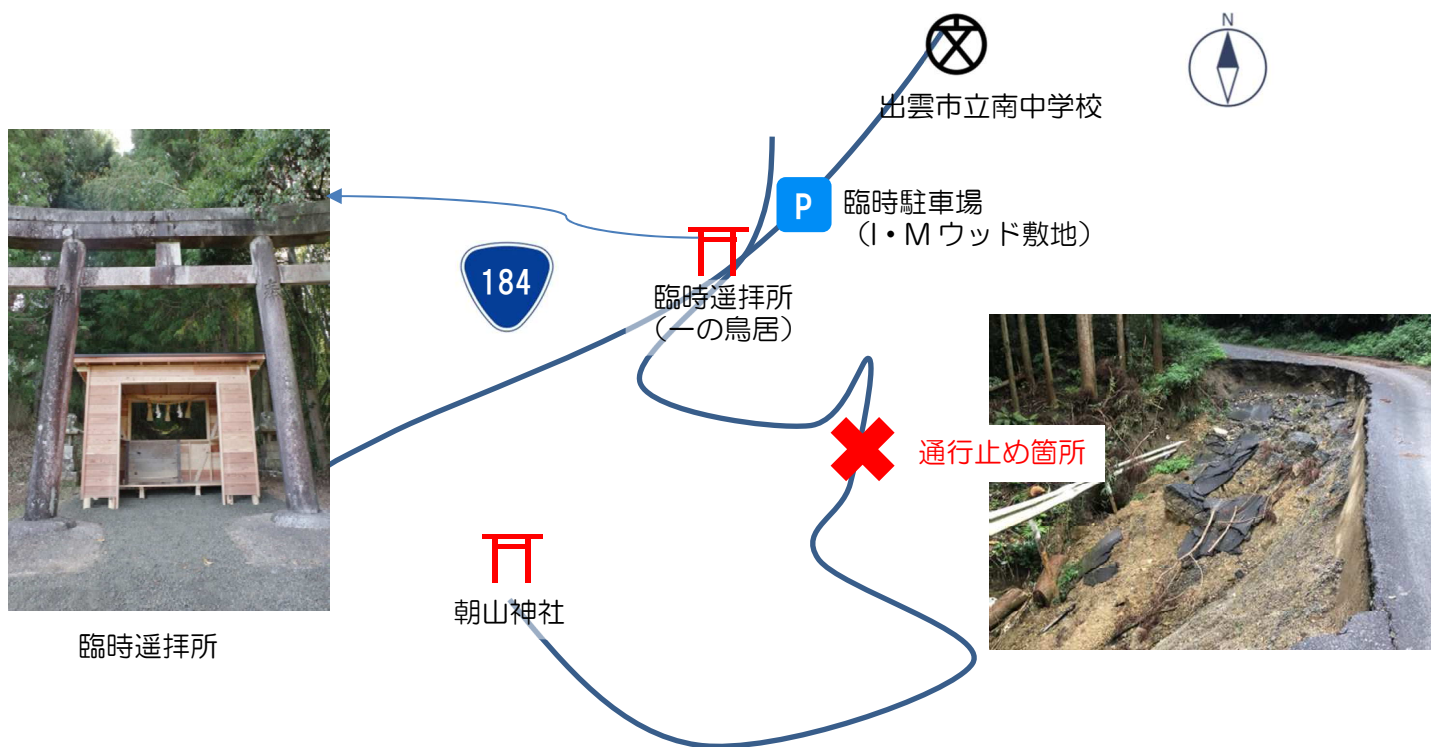 N
出雲市立南中学校
P
臨時駐車場
（I・Mウッド敷地）
184
臨時遥拝所
（一の鳥居）
通行止め箇所
朝山神社
臨時遥拝所